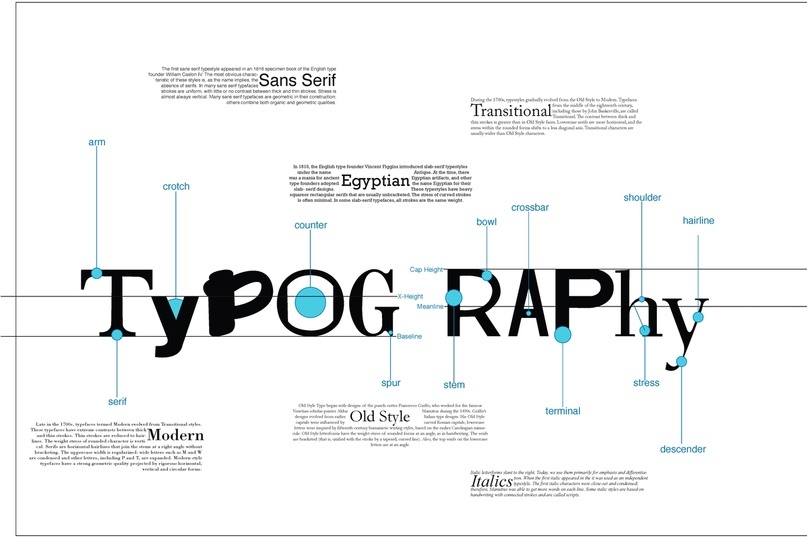 The first sans serif typestyle appeared in an 1816 specimen book of the English type
founder William Caslon IV. The most obvious charac-
teristic of these styles is, as the name implies, the
absence of serifs. In many sans serif typefaces
Sans Serif
strokes are uniform, with little or no contrast between thick and thin strokes. Stress is
almost always vertical. Many sans serif typefaces are geometric in their construction;
others combine both organic and geometric qualities.
During the 1700s, typestyles gradually evolved from the Old Style to Modern. Typefaces
from the middle of the eighteenth century,
including those by John Baskerville, are called
Transitional
Transitional. The contrast between thick and
thin strokes is greater than in Old Style faces. Lowercase serifs are more horizontal, and the
stress within the rounded forms shifts to a less diagonal axis. Transitional characters are
usually wider than Old Style characters.
arm
In 1815, the English type founder Vincent Figgins introduced slab-serif typestyles
under the name Antique. At the time, there
was a mania for ancient Egyptian artifacts, and other
type founders adopted the name Egyptian for their
Egyptian
slab-serif designs. These typestyles have heavy
squareor rectangular serifs that are usually unbracketed. The stress of curved strokes
is often minimal. In some slab-serif typefaces, all strokes are the same weight.
crotch
counter
bowl
crossbar
shoulder
hairline
Cap Height
X-Height
Meanline
Baseline
TyPOG RAPhy
serif
spur
stem
terminal
stress
descender
Late in the 1700s, typefaces termed Modern evolved from Transitional styles.
These typefaces have extreme contrasts between thick
and thin strokes. Thin strokes are reduced to hair
lines. The weight stress of rounded characters is verti
Modern
cal. Serifs are horizontal hairlines that join the stems at a right angle without
bracketing. The uppercase width is regularized; wide letters such as M and W
are condensed and other letters, including P and T, are expanded. Modern style
typefaces have a strong geometric quality projected by rigorous horizontal,
vertical and circular forms.
Old Style Type began with designs of the punch cutter Francesco Griffo, who worked for the famous
Venetian scholar-printer Aldus Manutius during the 1490s. Griffo's
designs evolved from earlier Italian type designs. His Old Style
capitals were influenced by carved Roman capitals; lowercase
Old Style
letters were inspired by fifteenth century humanistic writing styles, based on the earlier Carolingian minus-
cule. Old Style letterforms have the weight stress of rounded forms at an angle, as in handwriting. The serifs
are bracketed (that is, unified with the stroke by a tapered, curved line). Also, the top serifs on the lowercase
letters are at an angle.
Italic letterforms slant to the right. Today, we use them primarily for emphasis and differentia-
tion. When the first italic appeared in the it was used as an independent
typestyle. The first italic characters were close-set and condensed;
Italics
therefore, Manutius was able to get more words on each line. Some italic styles are based on
handwriting with connected strokes and are called scripts.